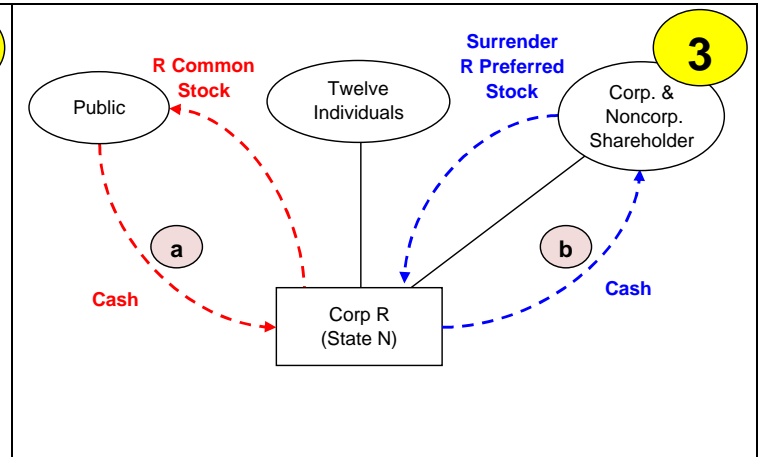 3
Surrender
R Preferred
Stock
R Common
Stock
Public
Twelve
Individuals
Corp. &
Noncorp.
Shareholder
a
b
Cash
Cash
Corp R
(State N)